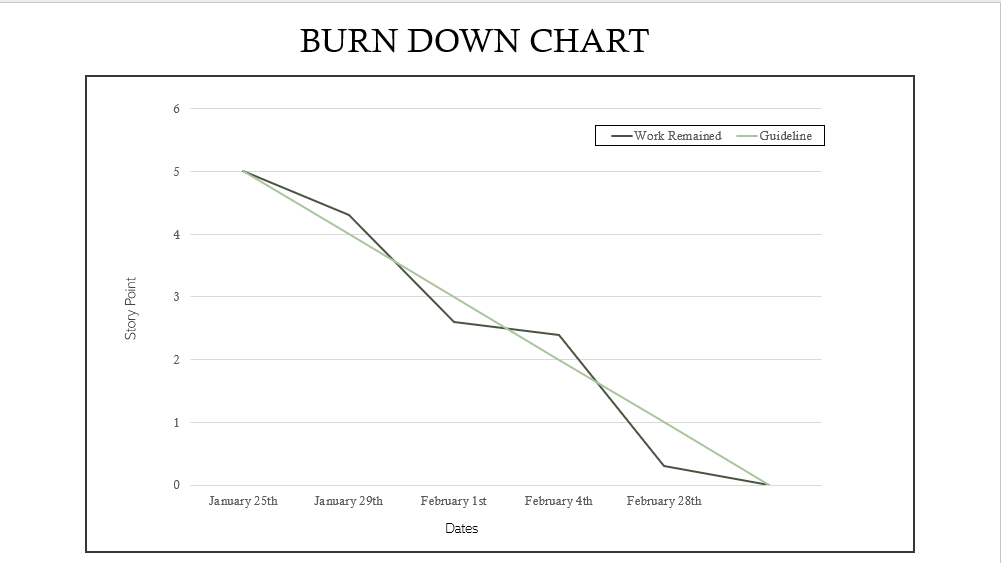 BURN DOWN CHART
6
Work Remained Guideline
5
4
3
2
1
0
Story Point
January 25th January 29th February 1st February 4th February 28th
Dates